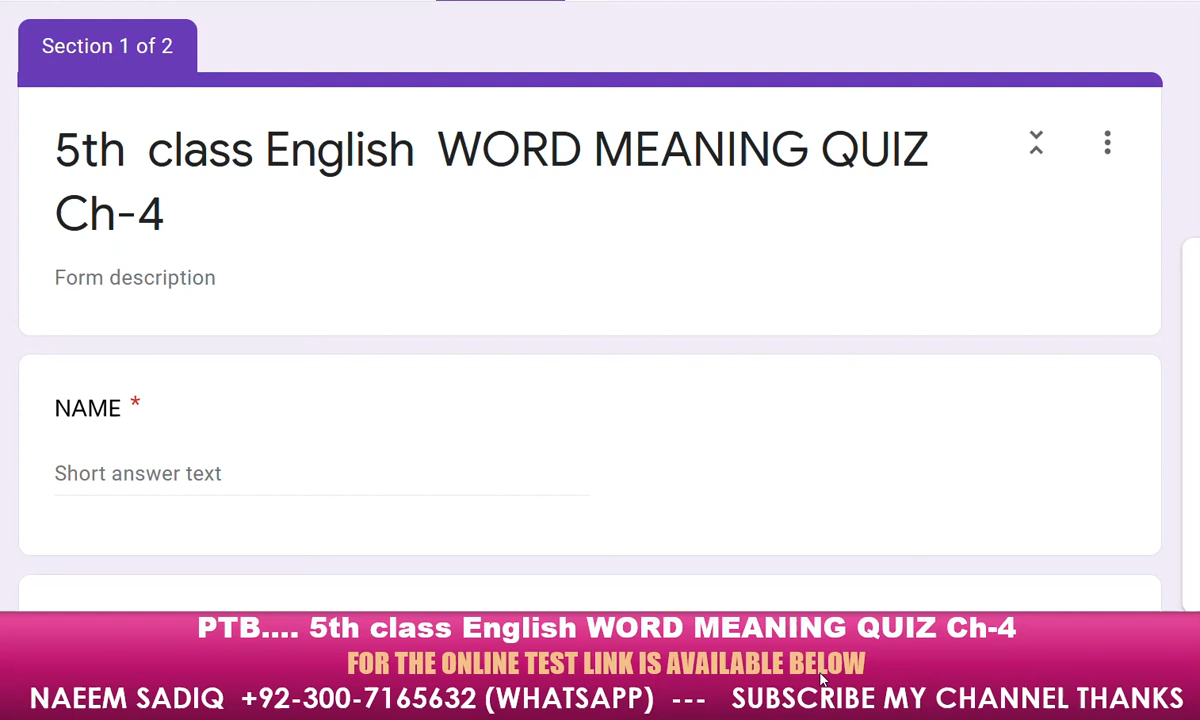 Section 1 of 2
5th class English WORD MEANING QUIZ
Ch-4
Form description
NAME *
Short answer text
PTB.... 5th class English WORD MEANING QUIZ Ch-4
FOR THE ONLINE TEST LINK IS AVAILABLE BELOW
NAEEM SADIQ +92-300-7165632 (WHATSAPP) --- SUBSCRIBE MY CHANNEL THANKS